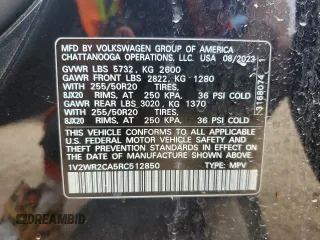 MFD. BY VOLKSWAGEN GROUP OF AMERICA
CHATTANOOGA OPERATIONS, LLC. USA 08/2023
GVWR LBS 5732, KG 2600
GAWR FRONT LBS 2822, KG 1280
WITH 255/50R20 TIRES,
8JX20 RIMS, AT 250 KPA, 36 PSI COLD
GAWR REAR LBS 3020, KG 1370
WITH 255/50R20 TIRES,
8JX20 RIMS, AT 250 KPA, 36 PSI COLD
THIS VEHICLE CONFORMS TO ALL APPLICABLE U.S.
FEDERAL MOTOR VEHICLE SAFETY AND THEFT
PREVENTION STANDARDS IN EFFECT ON THE DATE
OF MANUFACTURE SHOWN ABOVE.
1V2WR2CA5RC512850 TYPE: MPV
3168074
DREAMBID